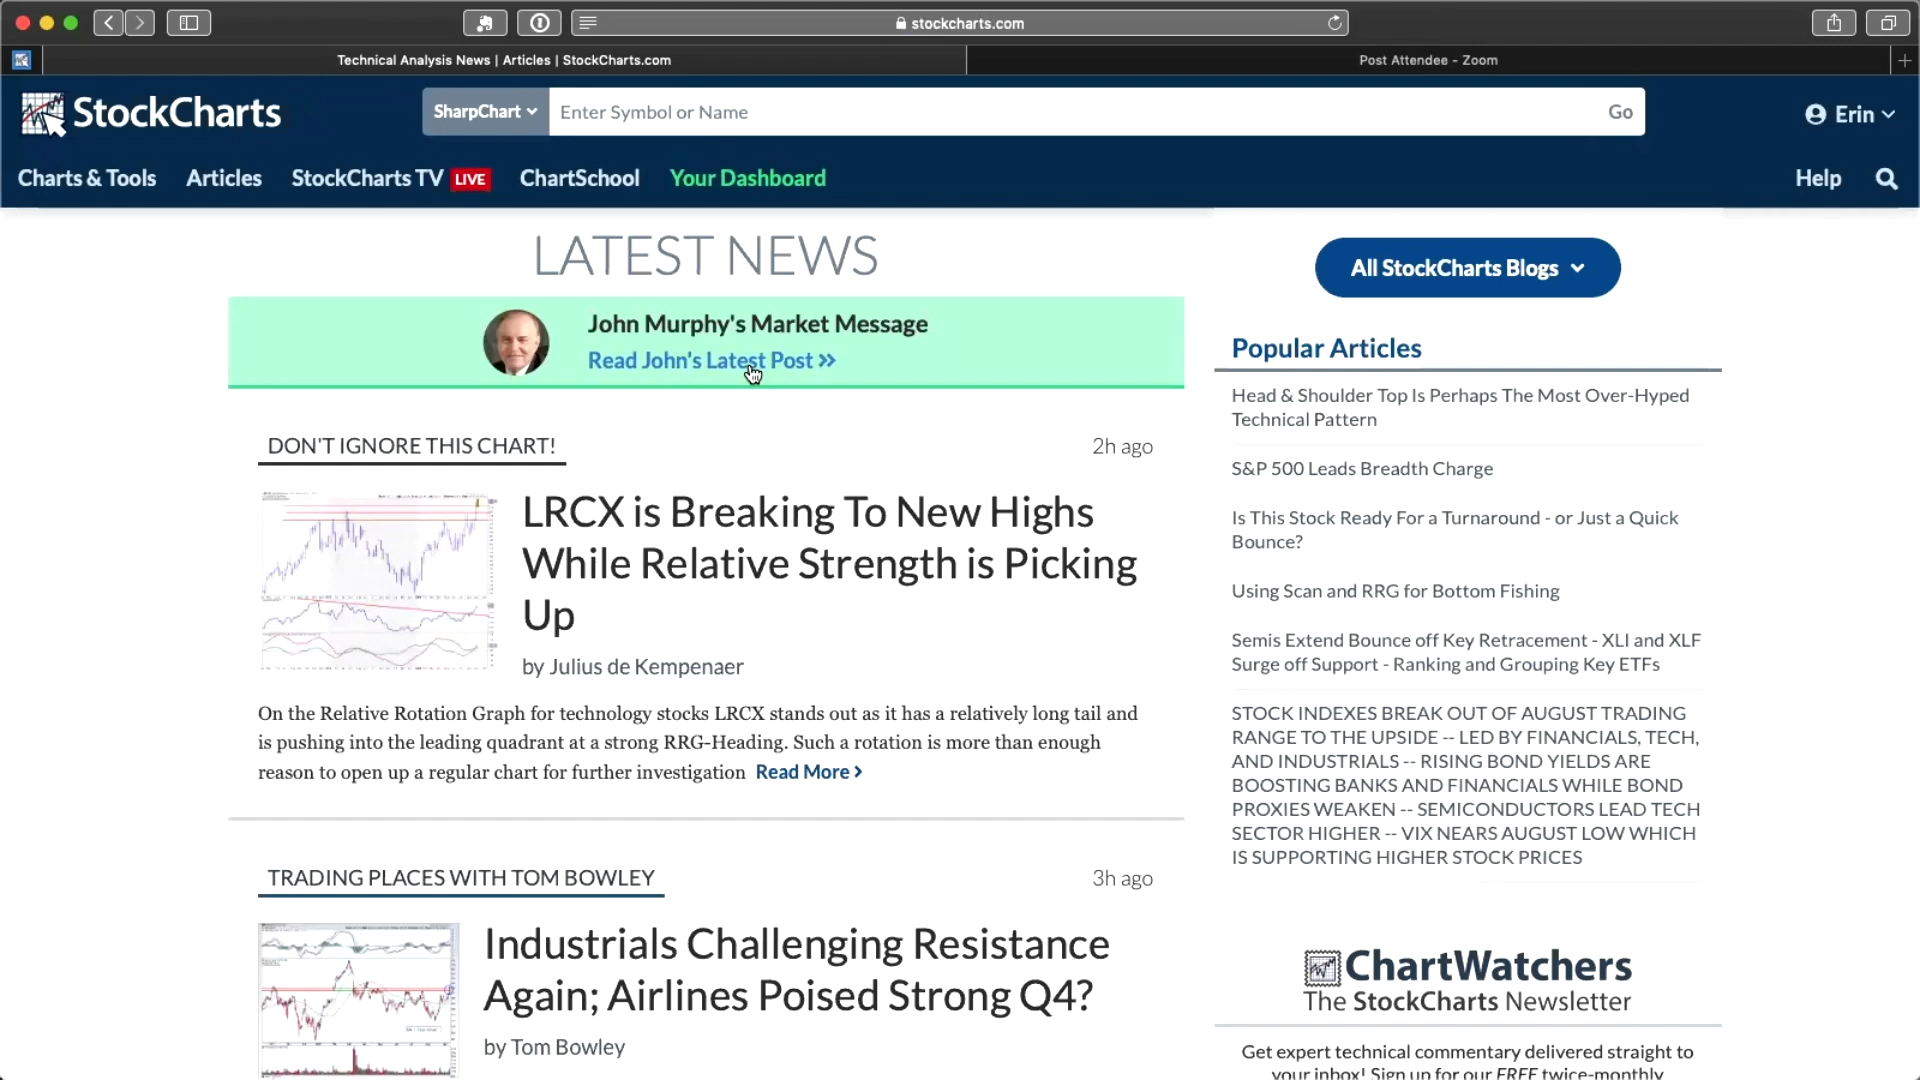 stockcharts.com
Technical Analysis News | Articles | StockCharts.com
Post Attendee - Zoom
StockCharts
SharpChart
Enter Symbol or Name
Go
Erin
Charts & Tools
Articles
StockCharts TV LIVE
ChartSchool
Your Dashboard
Help
LATEST NEWS
John Murphy's Market Message
Read John's Latest Post »
DON'T IGNORE THIS CHART!
2h ago
LRCX is Breaking To New Highs
While Relative Strength is Picking
Up
by Julius de Kempenaer
On the Relative Rotation Graph for technology stocks LRCX stands out as it has a relatively long tail and
is pushing into the leading quadrant at a strong RRG-Heading. Such a rotation is more than enough
reason to open up a regular chart for further investigation Read More >
TRADING PLACES WITH TOM BOWLEY
3h ago
Industrials Challenging Resistance
Again; Airlines Poised Strong Q4?
by Tom Bowley
All StockCharts Blogs
Popular Articles
Head & Shoulder Top Is Perhaps The Most Over-Hyped
Technical Pattern
S&P 500 Leads Breadth Charge
Is This Stock Ready For a Turnaround - or Just a Quick
Bounce?
Using Scan and RRG for Bottom Fishing
Semis Extend Bounce off Key Retracement - XLI and XLF
Surge off Support - Ranking and Grouping Key ETFs
STOCK INDEXES BREAK OUT OF AUGUST TRADING
RANGE TO THE UPSIDE -- LED BY FINANCIALS, TECH,
AND INDUSTRIALS -- RISING BOND YIELDS ARE
BOOSTING BANKS AND FINANCIALS WHILE BOND
PROXIES WEAKEN -- SEMICONDUCTORS LEAD TECH
SECTOR HIGHER -- VIX NEARS AUGUST LOW WHICH
IS SUPPORTING HIGHER STOCK PRICES
ChartWatchers
The StockCharts Newsletter
Get expert technical commentary delivered straight to
your inbox! Sign up for our FREE twice-monthly